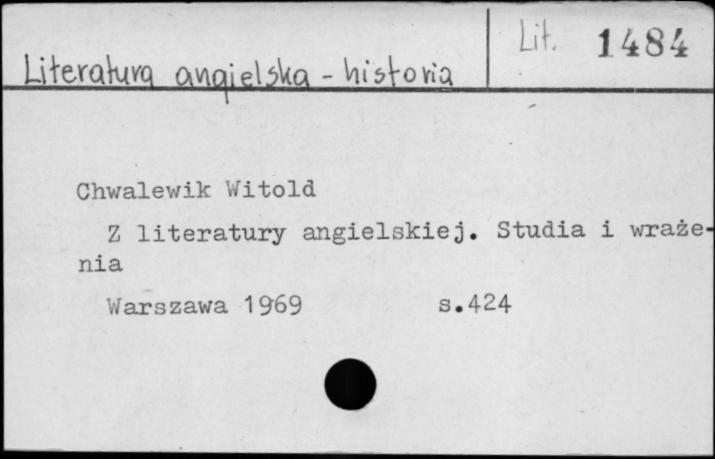 Lit. 1484
Literatura angielska - historia
Chwalewik Witold
Z literatury angielskiej. Studia i wraże-
nia
Warszawa 1969 s.424